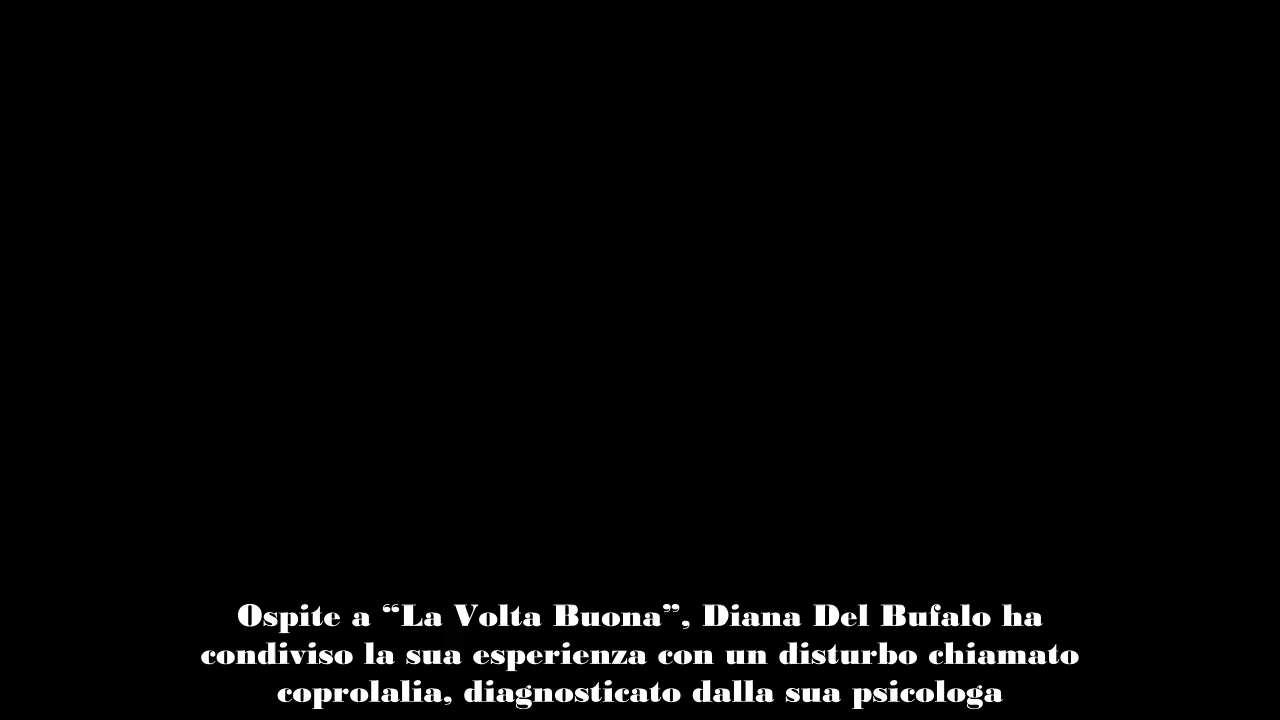 Ospite a “La Volta Buona”, Diana Del Bufalo ha
condiviso la sua esperienza con un disturbo chiamato
coprolalia, diagnosticato dalla sua psicologa